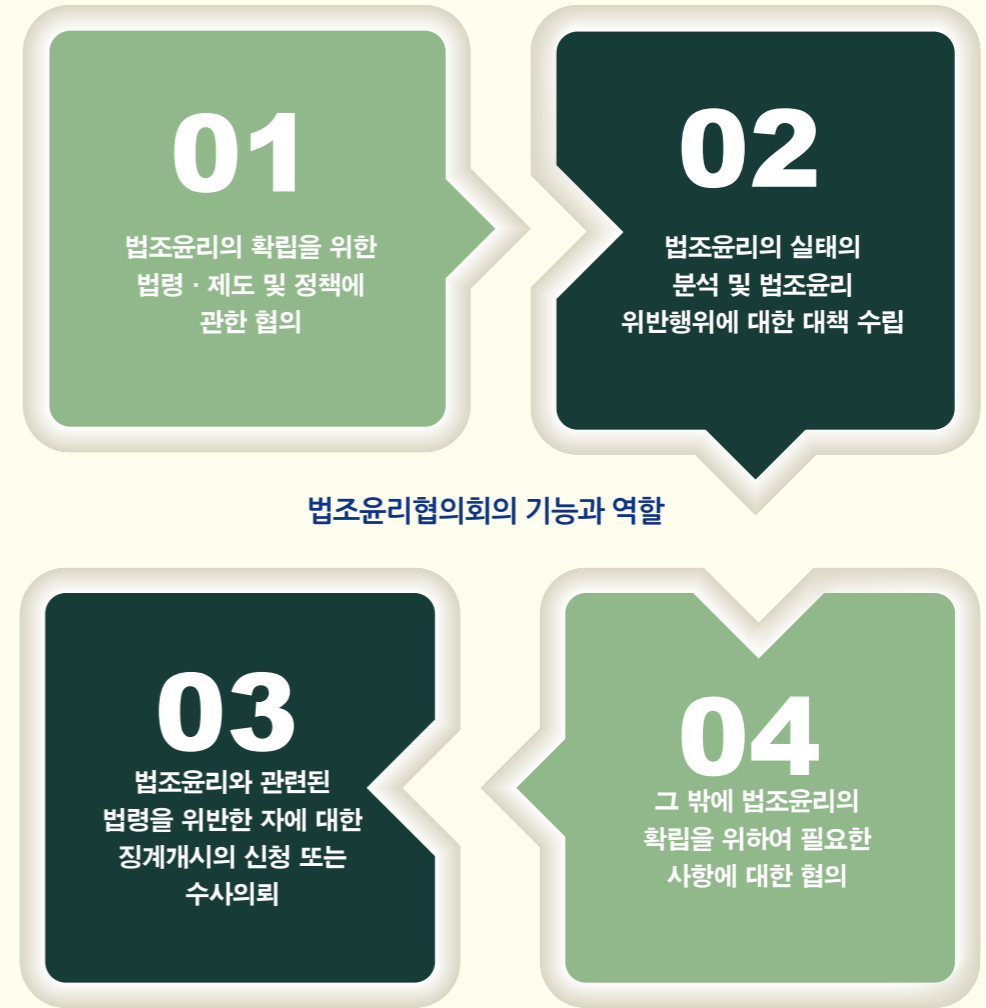 01
법조윤리의 확립을 위한
법령 · 제도 및 정책에
관한 협의
02
법조윤리의 실태의
분석 및 법조윤리
위반행위에 대한 대책 수립
법조윤리협의회의 기능과 역할
03
법조윤리와 관련된
법령을 위반한 자에 대한
징계개시의 신청 또는
수사의뢰
04
그 밖에 법조윤리의
확립을 위하여 필요한
사항에 대한 협의